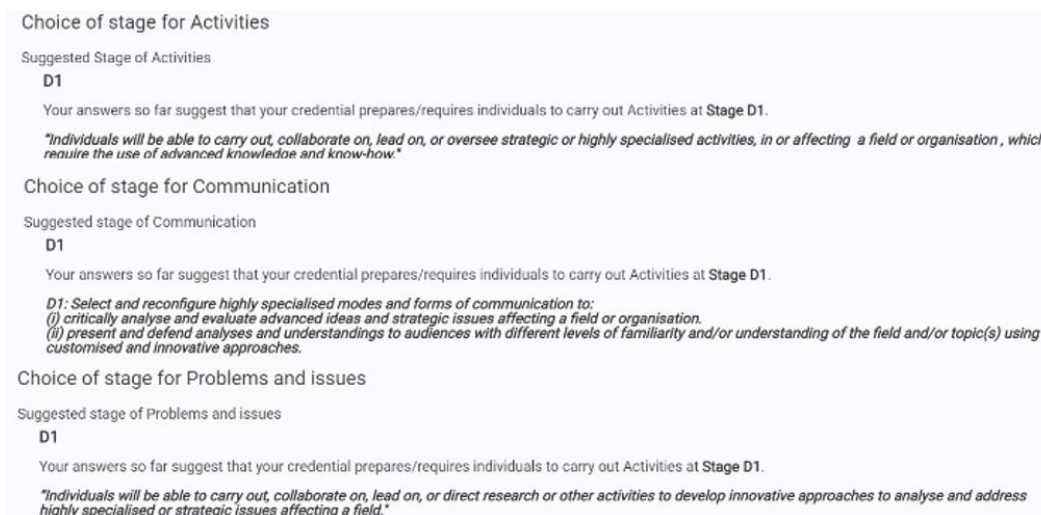 Choice of stage for Activities
Suggested Stage of Activities
D1
Your answers so far suggest that your credential prepares/requires individuals to carry out Activities at Stage D1.
"Individuals will be able to carry out, collaborate on, lead on, or oversee strategic or highly specialised activities, in or affecting a field or organisation , whicl
require the use of advanced knowledge and know-how."
Choice of stage for Communication
Suggested stage of Communication
D1
Your answers so far suggest that your credential prepares/requires individuals to carry out Activities at Stage D1.
D1: Select and reconfigure highly specialised modes and forms of communication to:
(i) critically analyse and evaluate advanced ideas and strategic issues affecting a field or organisation.
(ii) present and defend analyses and understandings to audiences with different levels of familiarity and/or understanding of the field and/or topic(s) using
customised and innovative approaches.
Choice of stage for Problems and issues
Suggested stage of Problems and issues
D1
Your answers so far suggest that your credential prepares/requires individuals to carry out Activities at Stage D1.
"Individuals will be able to carry out, collaborate on, lead on, or direct research or other activities to develop innovative approaches to analyse and address
highly specialised or strategic issues affecting a field."